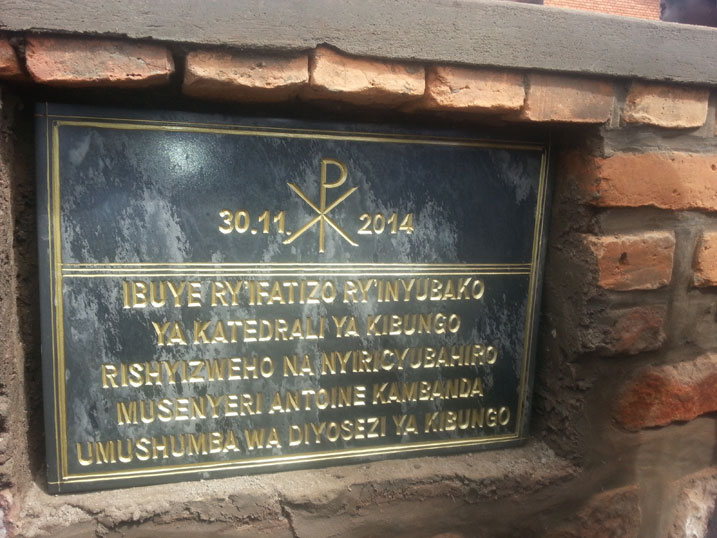 30.11. 2014
IBUYE RY'IFATIZO RY'INYUBAKO
YA KATEDRALI YA KIBUNGO
RISHYIZWEHO NA NYIRICYUBAHIRO
MUSENYERI ANTOINE KAMBANDA
UMUSHUMBA WA DIYOSEZI YA KIBUNGO